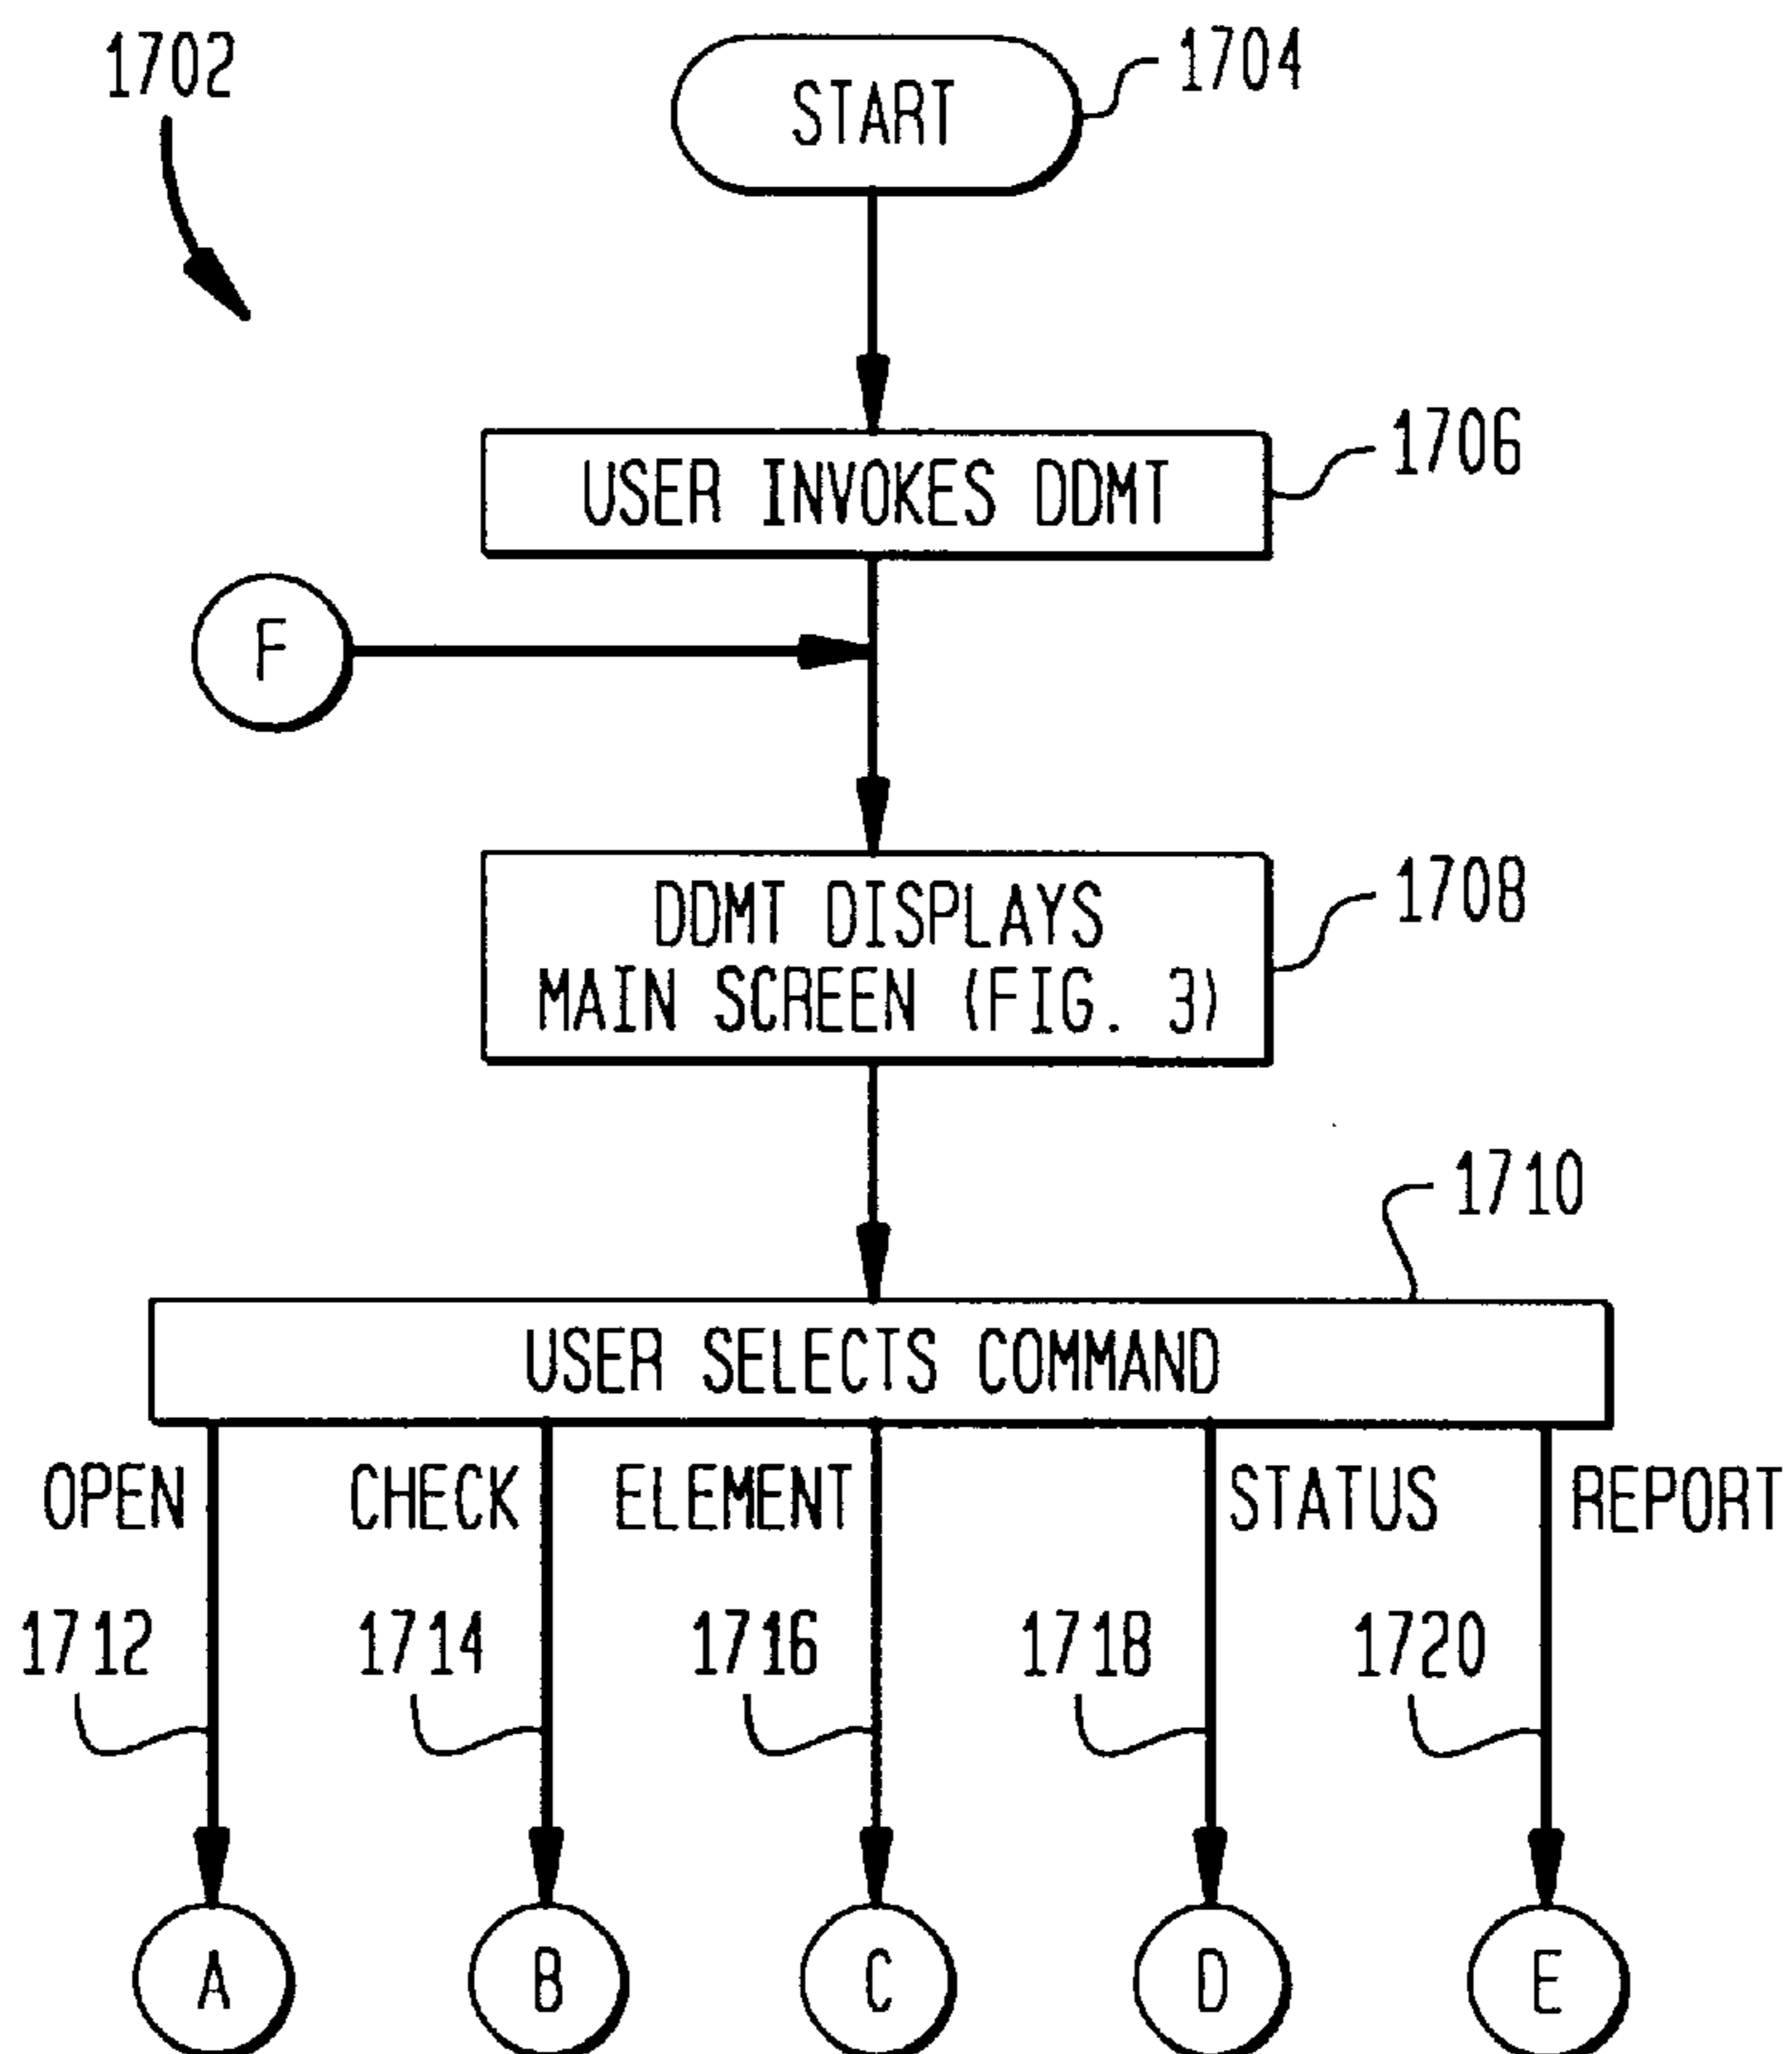 1702
START
1704
USER INVOKES DDMT
1706
F
DDMT DISPLAYS
MAIN SCREEN (FIG. 3)
1708
1710
USER SELECTS COMMAND
OPEN
CHECK
ELEMENT
STATUS
REPORT
1712
1714
1716
1718
1720
A
B
C
D
E